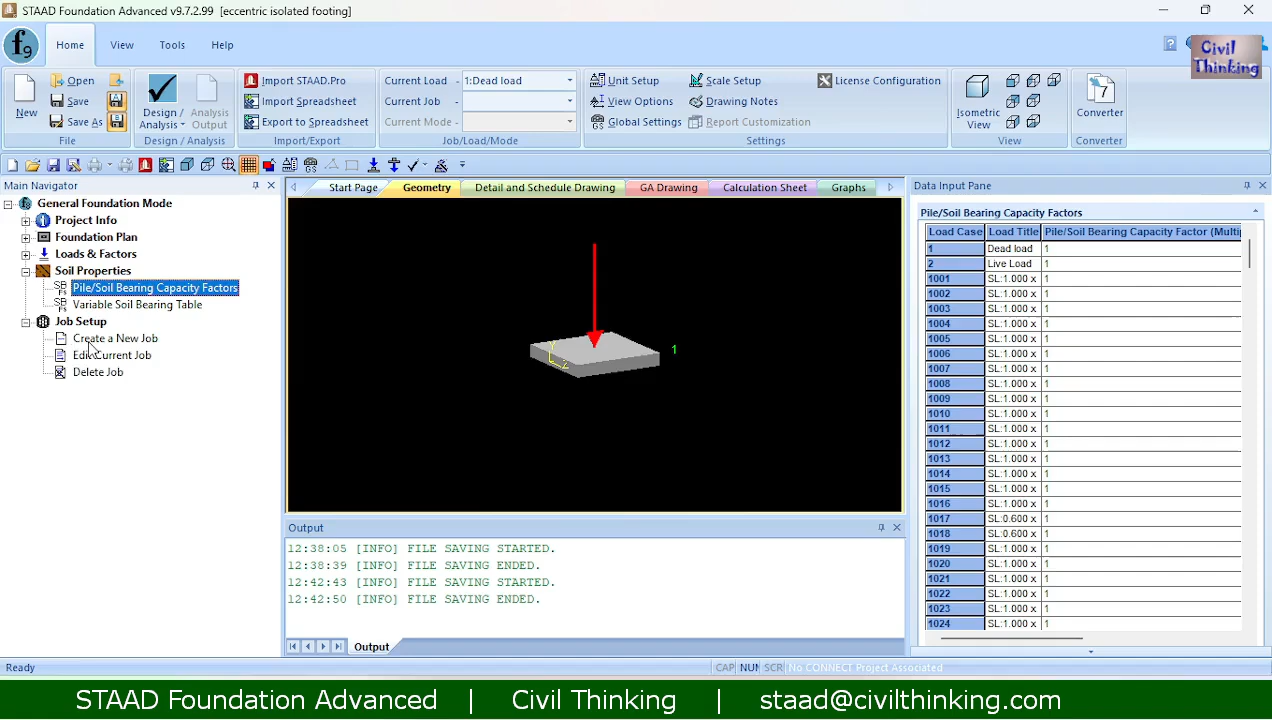 STAAD Foundation Advanced v9.7.2.99 [eccentric isolated footing]
f9
Home
View
Tools
Help
?
Civil
Thinking
New
Open
Save
Save As
File
Design /
Analysis
Analysis
Output
Design / Analysis
Import STAAD.Pro
Import Spreadsheet
Export to Spreadsheet
Import/Export
Current Load - 1:Dead load
Current Job -
Current Mode -
Job/Load/Mode
Unit Setup
Scale Setup
License Configuration
View Options
Drawing Notes
Global Settings
Report Customization
Settings
Isometric
View
View
Converter
Converter
Main Navigator
General Foundation Mode
Project Info
Foundation Plan
Loads & Factors
Soil Properties
Pile/Soil Bearing Capacity Factors
Variable Soil Bearing Table
Job Setup
Create a New Job
Edit Current Job
Delete Job
Start Page
Geometry
Detail and Schedule Drawing
GA Drawing
Calculation Sheet
Graphs
1
Y
Z
Output
12:38:05 [INFO] FILE SAVING STARTED.
12:38:39 [INFO] FILE SAVING ENDED.
12:42:43 [INFO] FILE SAVING STARTED.
12:42:50 [INFO] FILE SAVING ENDED.
Output
Data Input Pane
Pile/Soil Bearing Capacity Factors
Load Case Load Title Pile/Soil Bearing Capacity Factor (Multip
1 Dead load 1
2 Live Load 1
1001 SL:1.000 x 1
1002 SL:1.000 x 1
1003 SL:1.000 x 1
1004 SL:1.000 x 1
1005 SL:1.000 x 1
1006 SL:1.000 x 1
1007 SL:1.000 x 1
1008 SL:1.000 x 1
1009 SL:1.000 x 1
1010 SL:1.000 x 1
1011 SL:1.000 x 1
1012 SL:1.000 x 1
1013 SL:1.000 x 1
1014 SL:1.000 x 1
1015 SL:1.000 x 1
1016 SL:1.000 x 1
1017 SL:0.600 x 1
1018 SL:0.600 x 1
1019 SL:1.000 x 1
1020 SL:1.000 x 1
1021 SL:1.000 x 1
1022 SL:1.000 x 1
1023 SL:1.000 x 1
1024 SL:1.000 x 1
Ready
CAP NUM SCR No CONNECT Project Associated
STAAD Foundation Advanced | Civil Thinking | staad@civilthinking.com